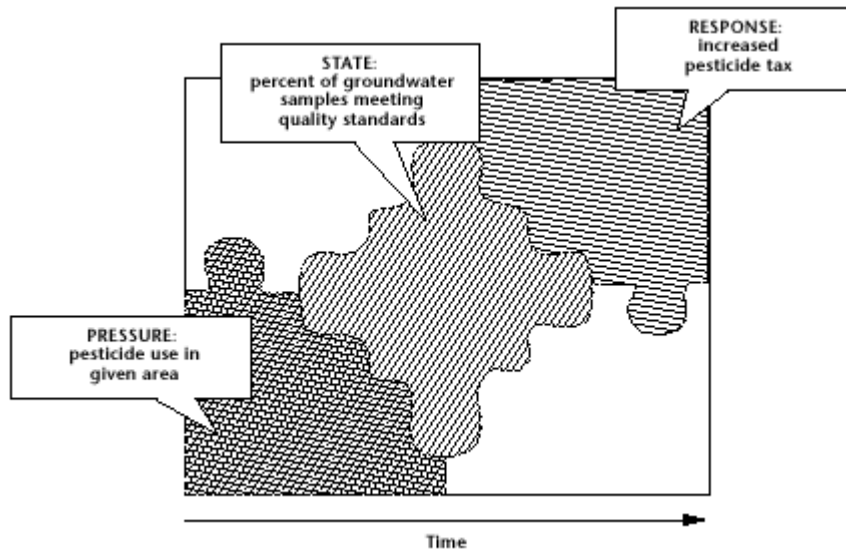 STATE:
percent of groundwater
samples meeting
quality standards
RESPONSE:
increased
pesticide tax
PRESSURE:
pesticide use in
given area
Time